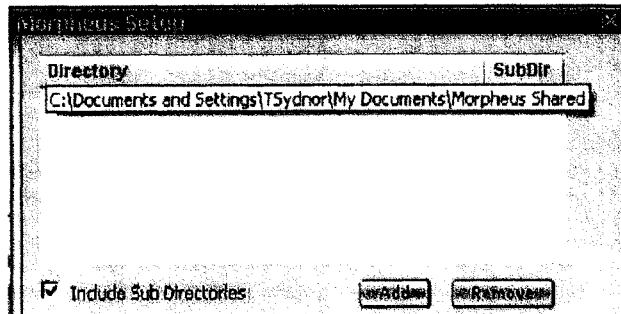 Morpheus Setup
Directory SubDir
C:\Documents and Settings\TSydnor\My Documents\Morpheus Shared
Include Sub Directories Add Remove